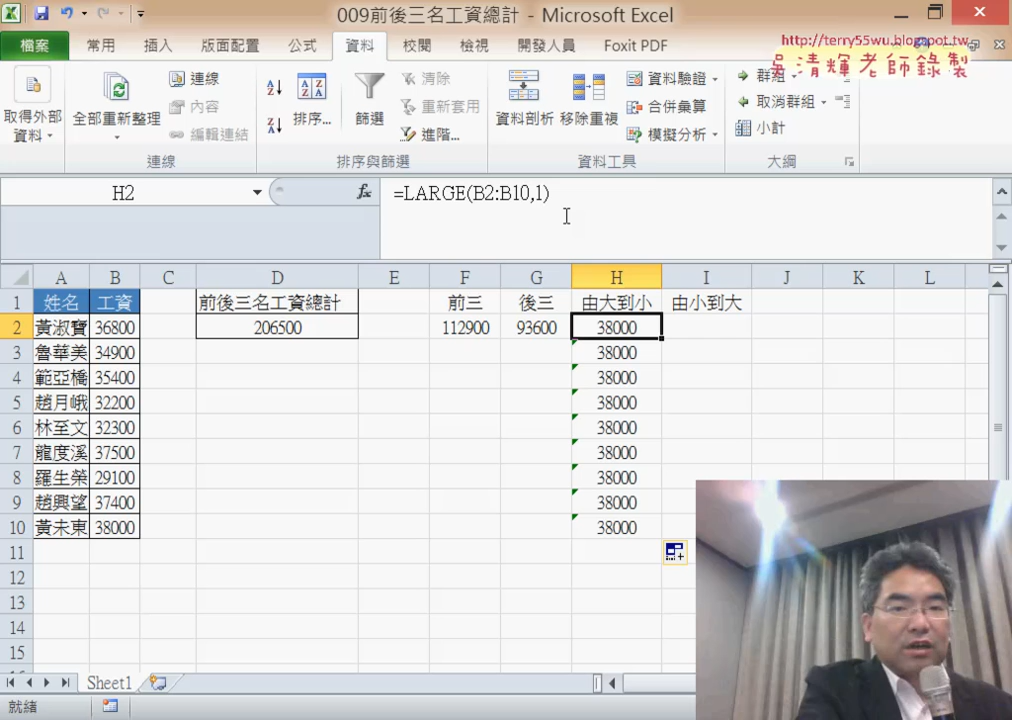 009前後三名工資總計 - Microsoft Excel
http://terry55wu.blogspot.tw
吳清輝老師錄製
檔案 常用 插入 版面配置 公式 資料 校閱 檢視 開發人員 Foxit PDF
取得外部資料 全部重新整理 連線 內容 編輯連結 排序... 篩選 清除 重新套用 進階... 資料剖析 移除重複 資料驗證 合併彙算 模擬分析 群組 取消群組 小計
連線 排序與篩選 資料工具 大綱
H2 fx =LARGE(B2:B10,1)
A B C D E F G H I J K L
1 姓名 工資 前後三名工資總計 前三 後三 由大到小 由小到大
2 黃淑寶 36800 206500 112900 93600 38000
3 魯華美 34900 38000
4 範亞橋 35400 38000
5 趙月峨 32200 38000
6 林至文 32300 38000
7 龍度溪 37500 38000
8 羅生榮 29100 38000
9 趙興望 37400 38000
10 黃未東 38000 38000
11
12
13
14
15
Sheet1
就緒